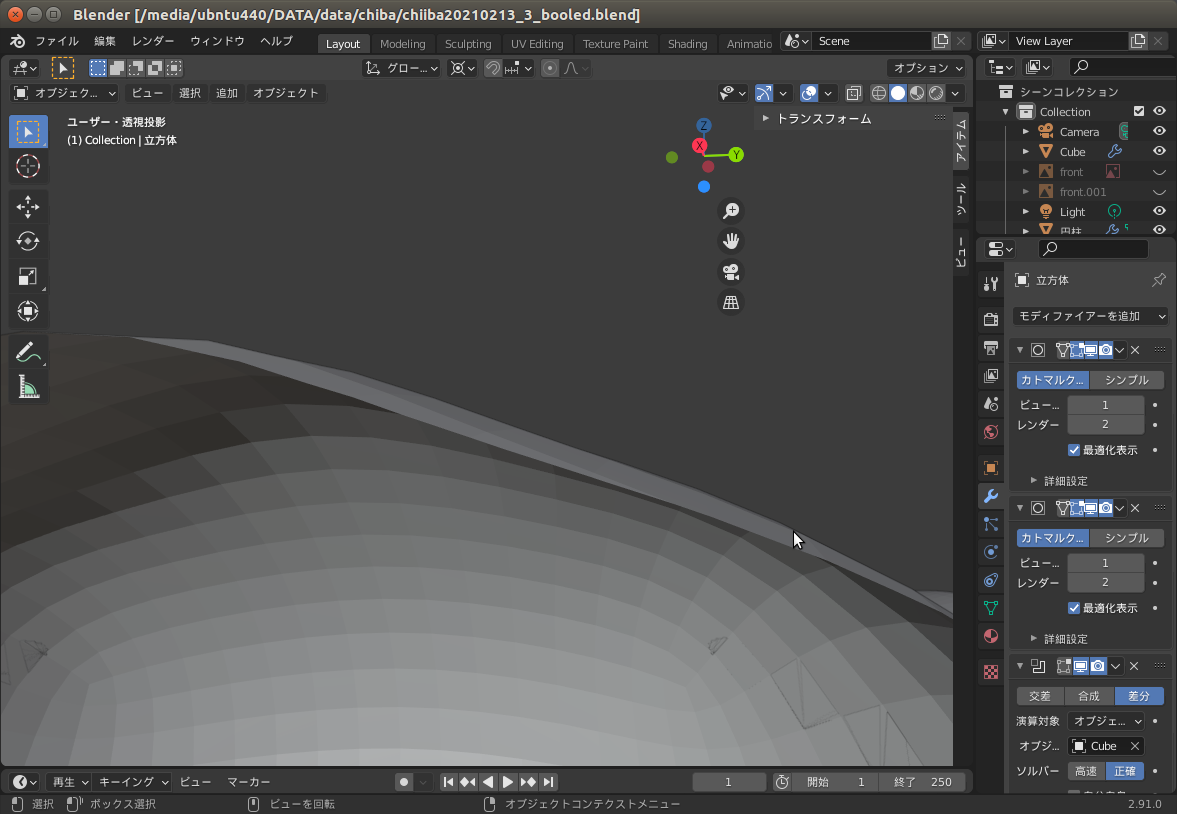 Blender [/media/ubntu440/DATA/data/chiba/chiiba20210213_3_booled.blend]
ファイル 編集 レンダー ウィンドウ ヘルプ Layout Modeling Sculpting UV Editing Texture Paint Shading Animatio Scene View Layer
グロー... オプション
オブジェク... ビュー 選択 追加 オブジェクト
ユーザー・透視投影
(1) Collection | 立方体
Z
X
Y
トランスフォーム
アイテム
ツール
ビュー
シーンコレクション
Collection
Camera
Cube
front
front.001
Light
円柱
立方体
モディファイアーを追加
カトマルク... シンプル
ビュー... 1
レンダー 2
最適化表示
詳細設定
カトマルク... シンプル
ビュー... 1
レンダー 2
最適化表示
詳細設定
交差 合成 差分
演算対象 オブジェ...
オブジ... Cube
ソルバー 高速 正確
再生 キーイング ビュー マーカー 1 開始 1 終了 250
選択 ボックス選択 ビューを回転 オブジェクトコンテクストメニュー 2.91.0